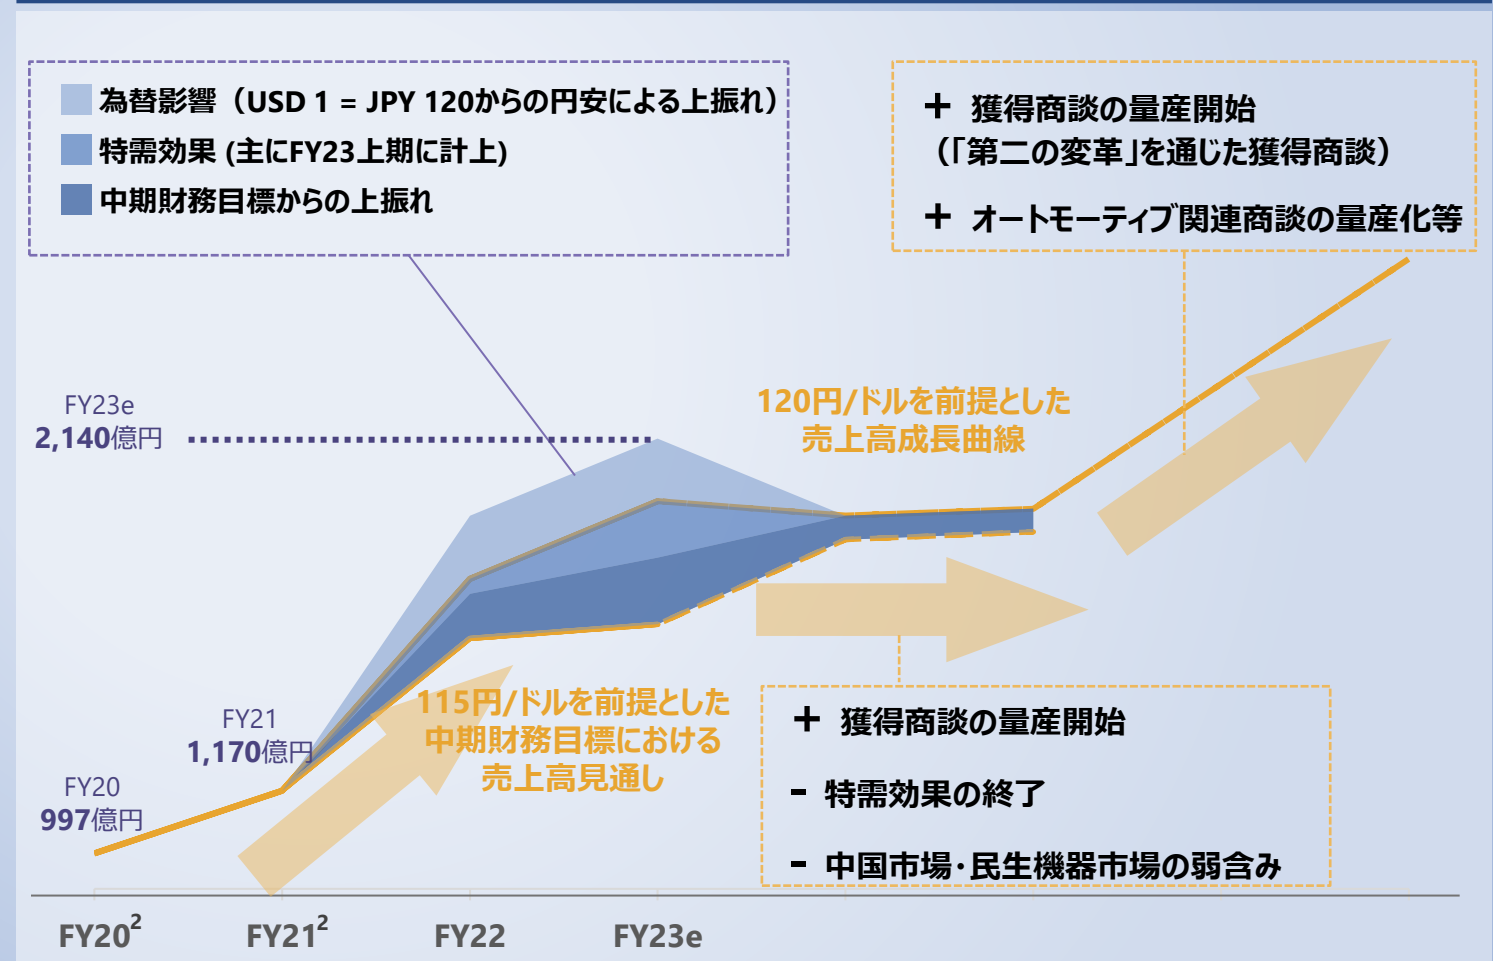 為替影響（USD 1 = JPY 120からの円安による上振れ）
特需効果 (主にFY23上期に計上)
中期財務目標からの上振れ
+ 獲得商談の量産開始
（「第二の変革」を通じた獲得商談）
+ オートモーティブ関連商談の量産化等
FY23e
2,140億円
120円/ドルを前提とした
売上高成長曲線
FY21
1,170億円
115円/ドルを前提とした
中期財務目標における
売上高見通し
FY20
997億円
+ 獲得商談の量産開始
- 特需効果の終了
- 中国市場・民生機器市場の弱含み
FY20² FY21² FY22 FY23e